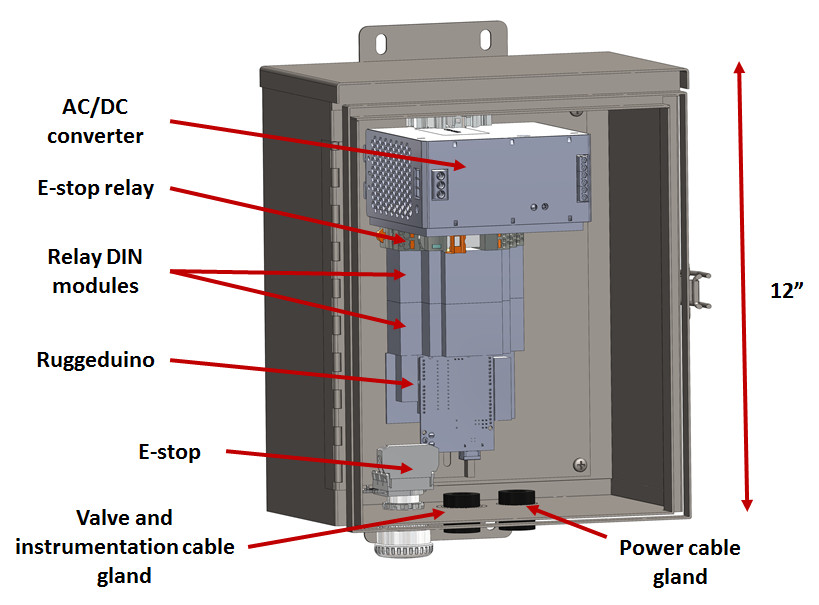 AC/DC
converter
E-stop relay
Relay DIN
modules
Ruggeduino
E-stop
Valve and
instrumentation cable
gland
12”
Power cable
gland